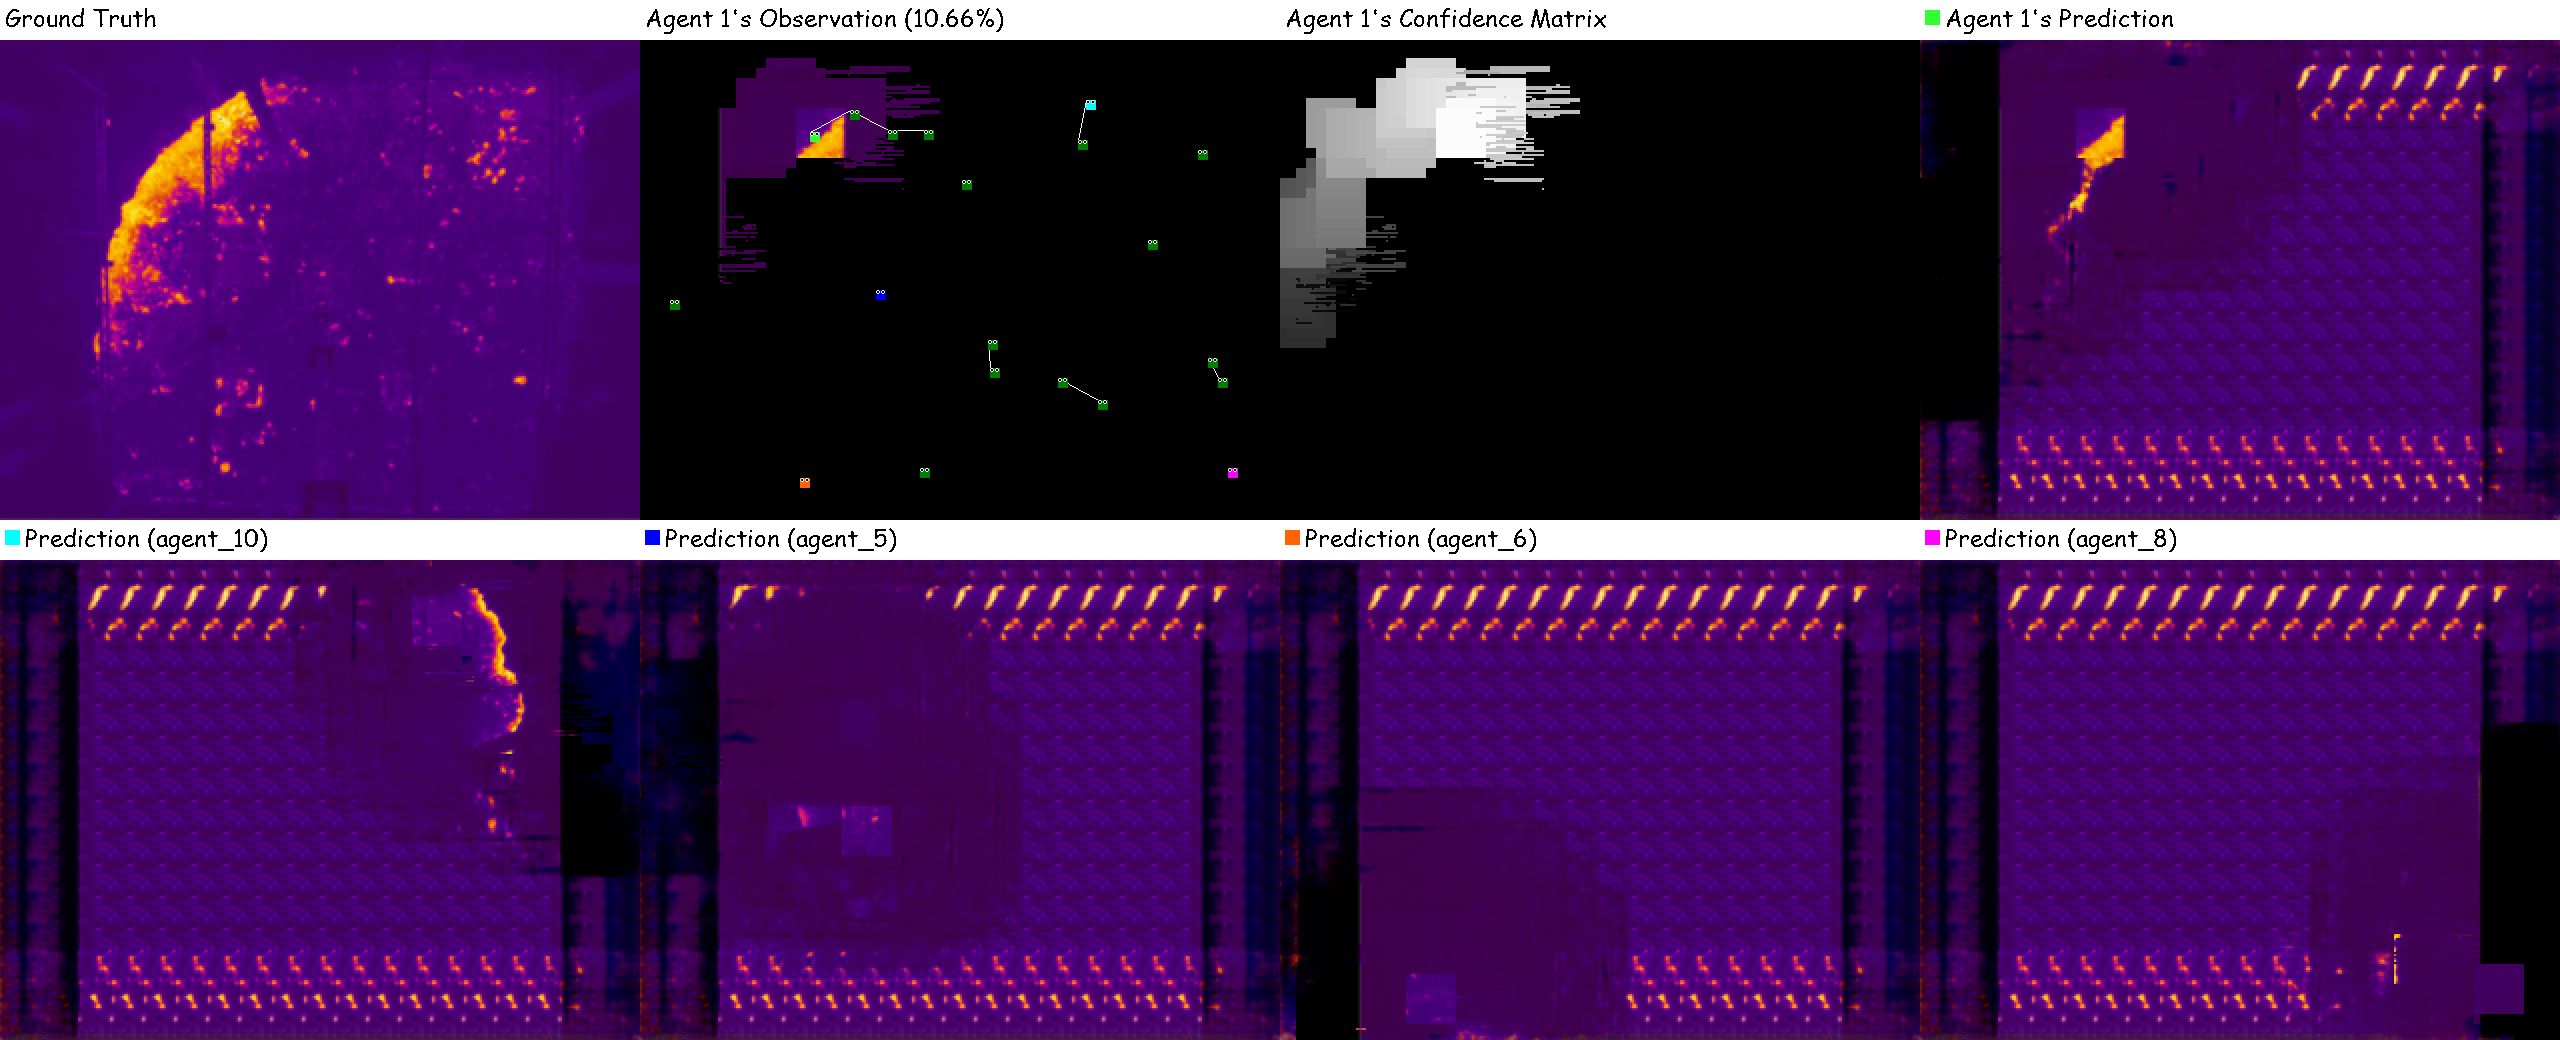 Ground Truth
Agent 1's Observation (10.66%)
Agent 1's Confidence Matrix
Agent 1's Prediction
Prediction (agent_10)
Prediction (agent_5)
Prediction (agent_6)
Prediction (agent_8)